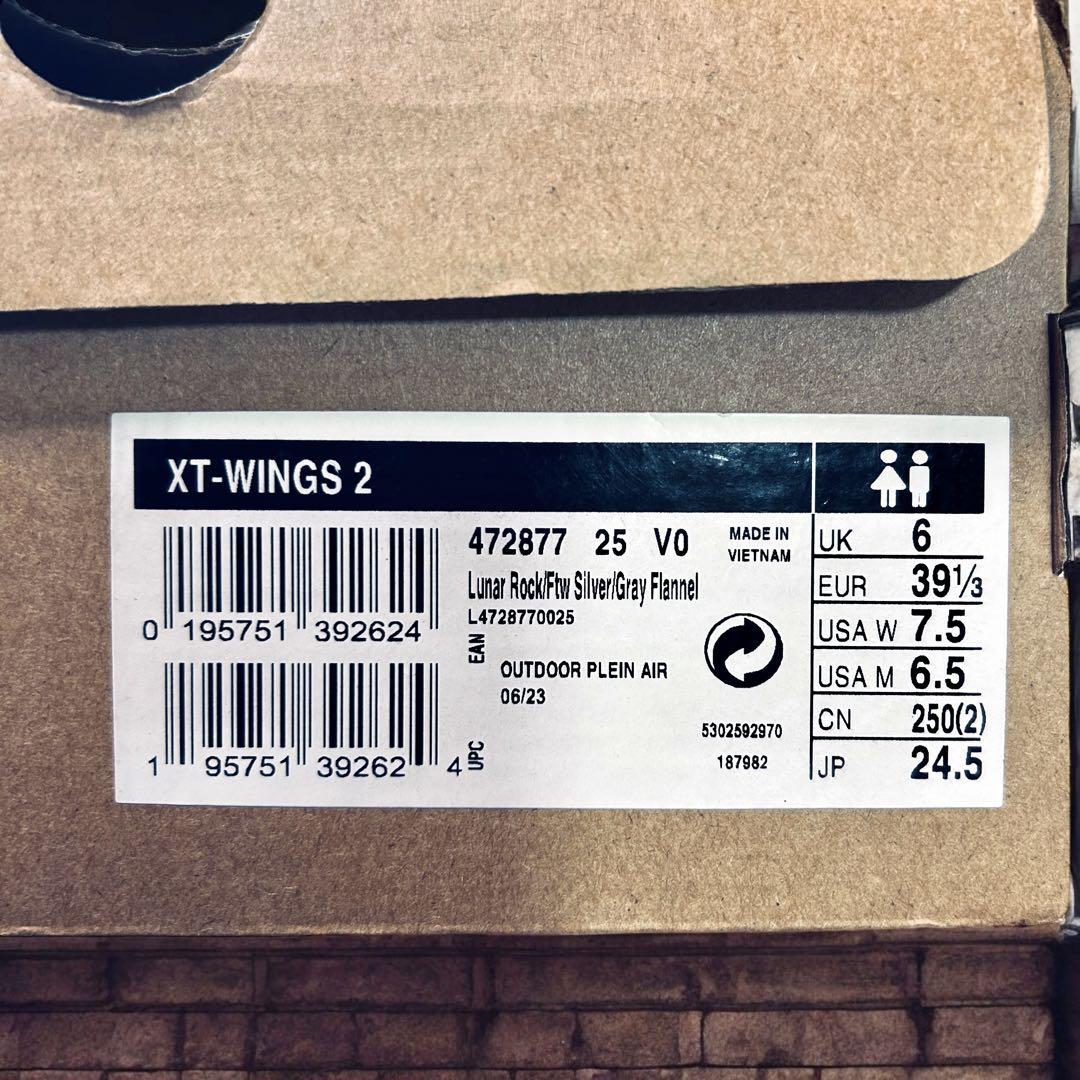 XT-WINGS 2
472877 25 V0
MADE IN
VIETNAM
Lunar Rock/Ftw Silver/Gray Flannel
L4728770025
0 195751 392624
EAN
OUTDOOR PLEIN AIR
06/23
5302592970
187982
1 95751 39262 4
UPC
UK 6
EUR 39⅓
USA W 7.5
USA M 6.5
CN 250(2)
JP 24.5